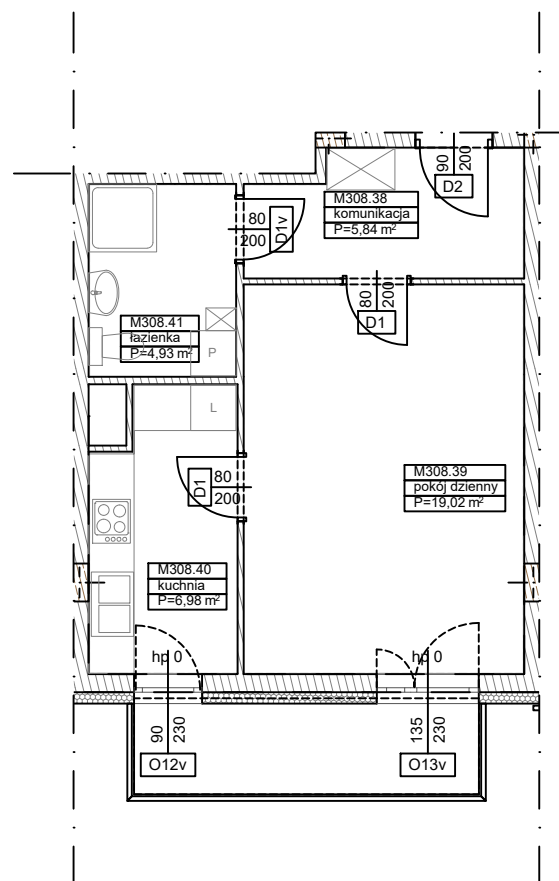 90
200
D2
M308.38
komunikacja
P=5,84 m²
80
200
D1v
80
200
D1
M308.41
łazienka
P=4,93 m²
P
L
80
200
D1
M308.39
pokój dzienny
P=19,02 m²
M308.40
kuchnia
P=6,98 m²
hp 0
hp 0
90
230
O12v
135
230
O13v